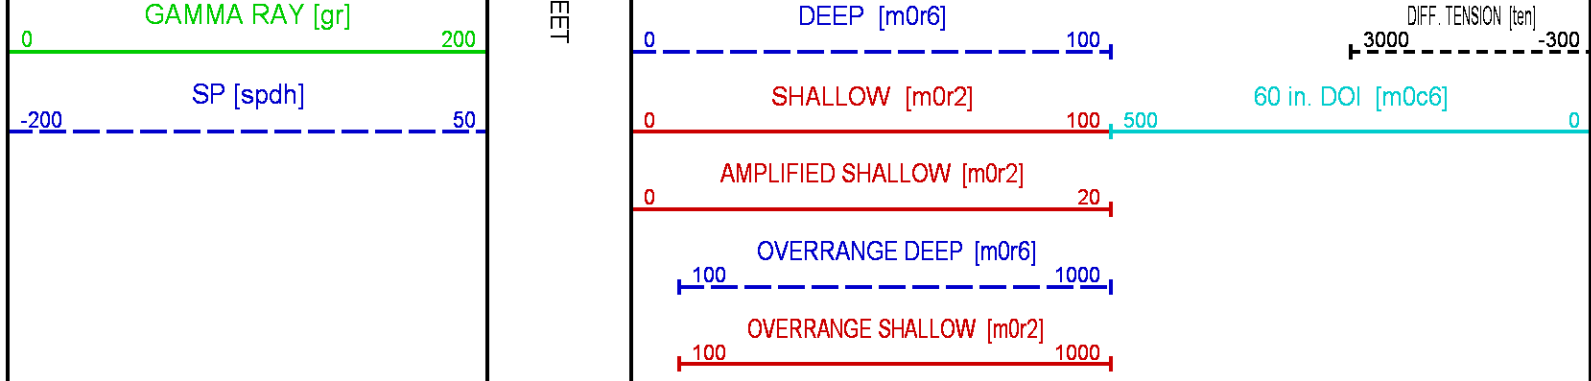 GAMMA RAY [gr]
0 200
SP [spdh]
-200 50
EET
DEEP [m0r6]
0 100
SHALLOW [m0r2]
0 100
AMPLIFIED SHALLOW [m0r2]
0 20
OVERRANGE DEEP [m0r6]
100 1000
OVERRANGE SHALLOW [m0r2]
100 1000
DIFF. TENSION [ten]
3000 -300
60 in. DOI [m0c6]
500 0